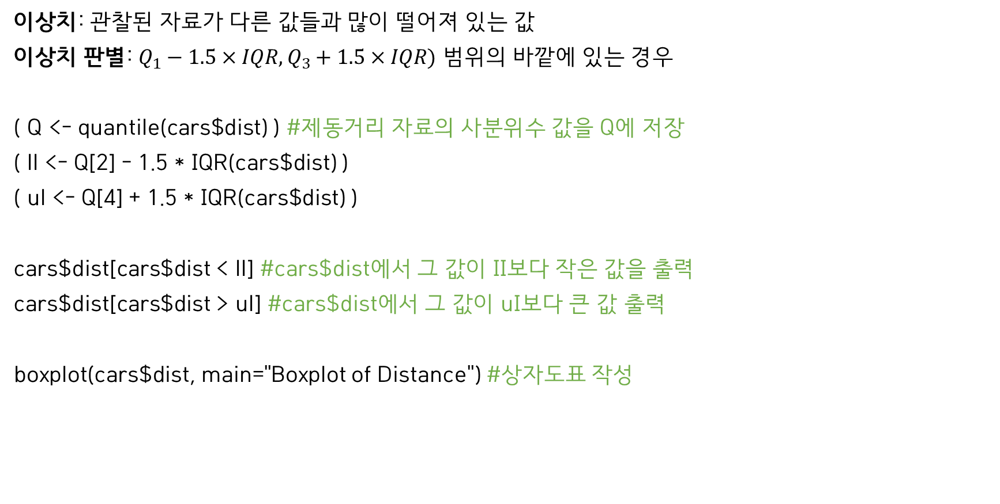 이상치: 관찰된 자료가 다른 값들과 많이 떨어져 있는 값
이상치 판별: Q₁ − 1.5 × IQR, Q₃ + 1.5 × IQR) 범위의 바깥에 있는 경우
( Q <- quantile(cars$dist) ) #제동거리 자료의 사분위수 값을 Q에 저장
( ll <- Q[2] - 1.5 * IQR(cars$dist) )
( ul <- Q[4] + 1.5 * IQR(cars$dist) )
cars$dist[cars$dist < ll] #cars$dist에서 그 값이 II보다 작은 값을 출력
cars$dist[cars$dist > ul] #cars$dist에서 그 값이 uI보다 큰 값 출력
boxplot(cars$dist, main="Boxplot of Distance") #상자도표 작성